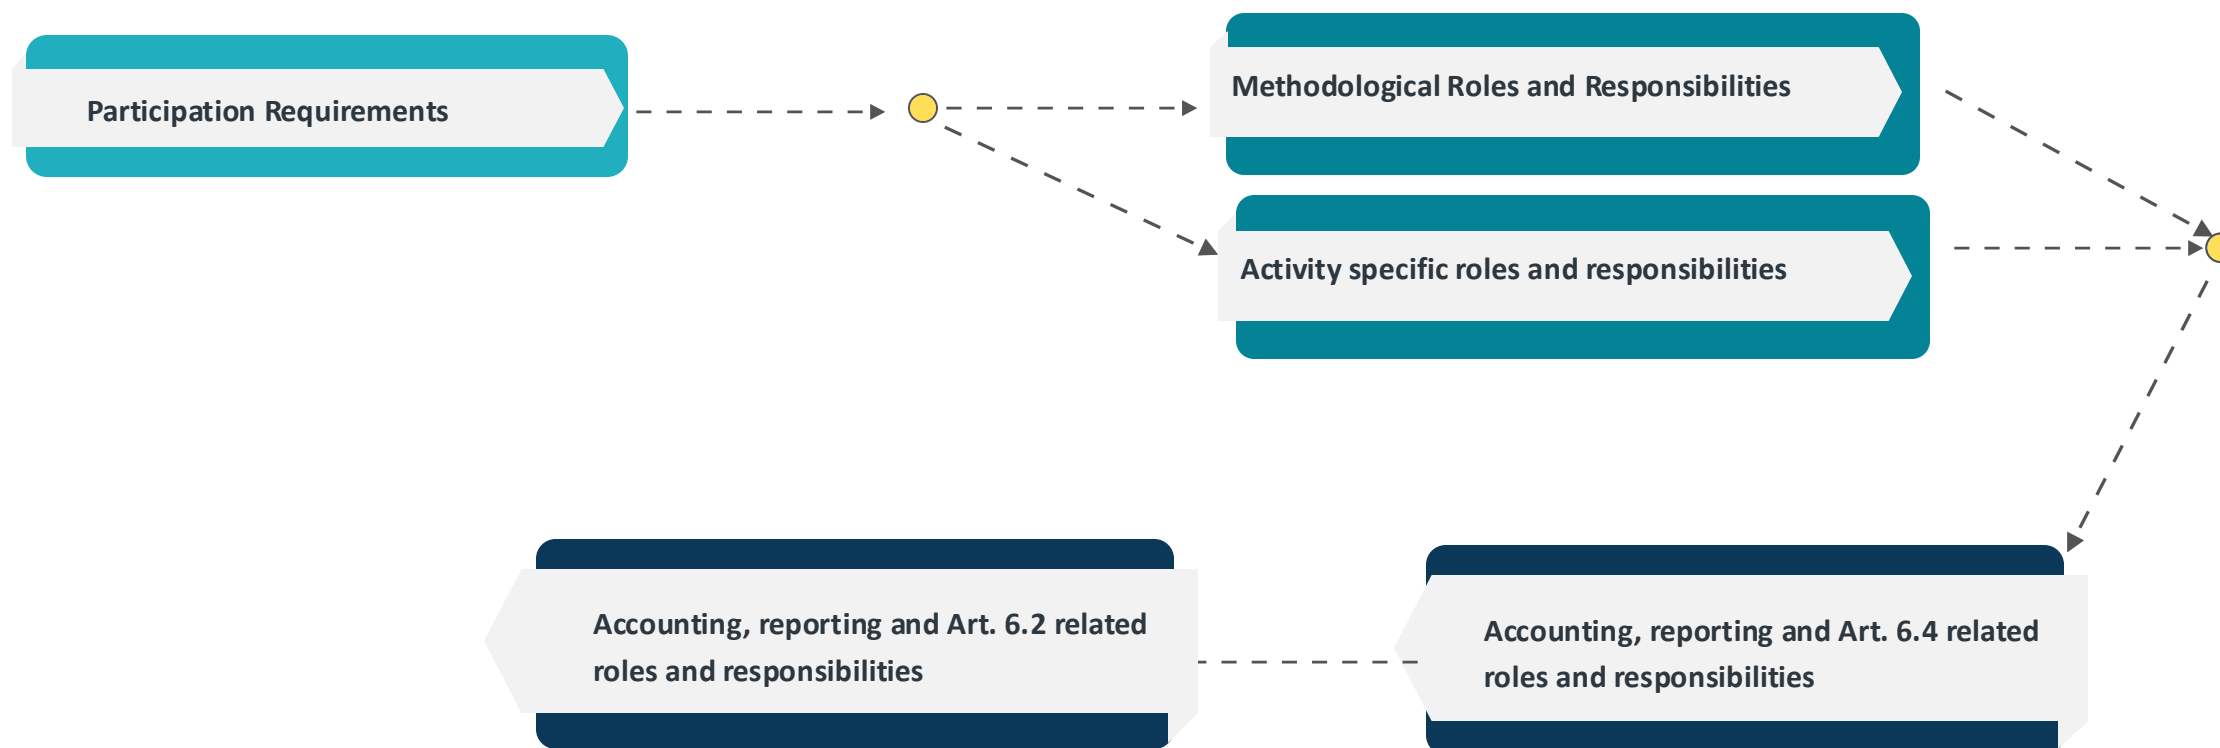 Participation Requirements
Methodological Roles and Responsibilities
Activity specific roles and responsibilities
Accounting, reporting and Art. 6.2 related
roles and responsibilities
Accounting, reporting and Art. 6.4 related
roles and responsibilities